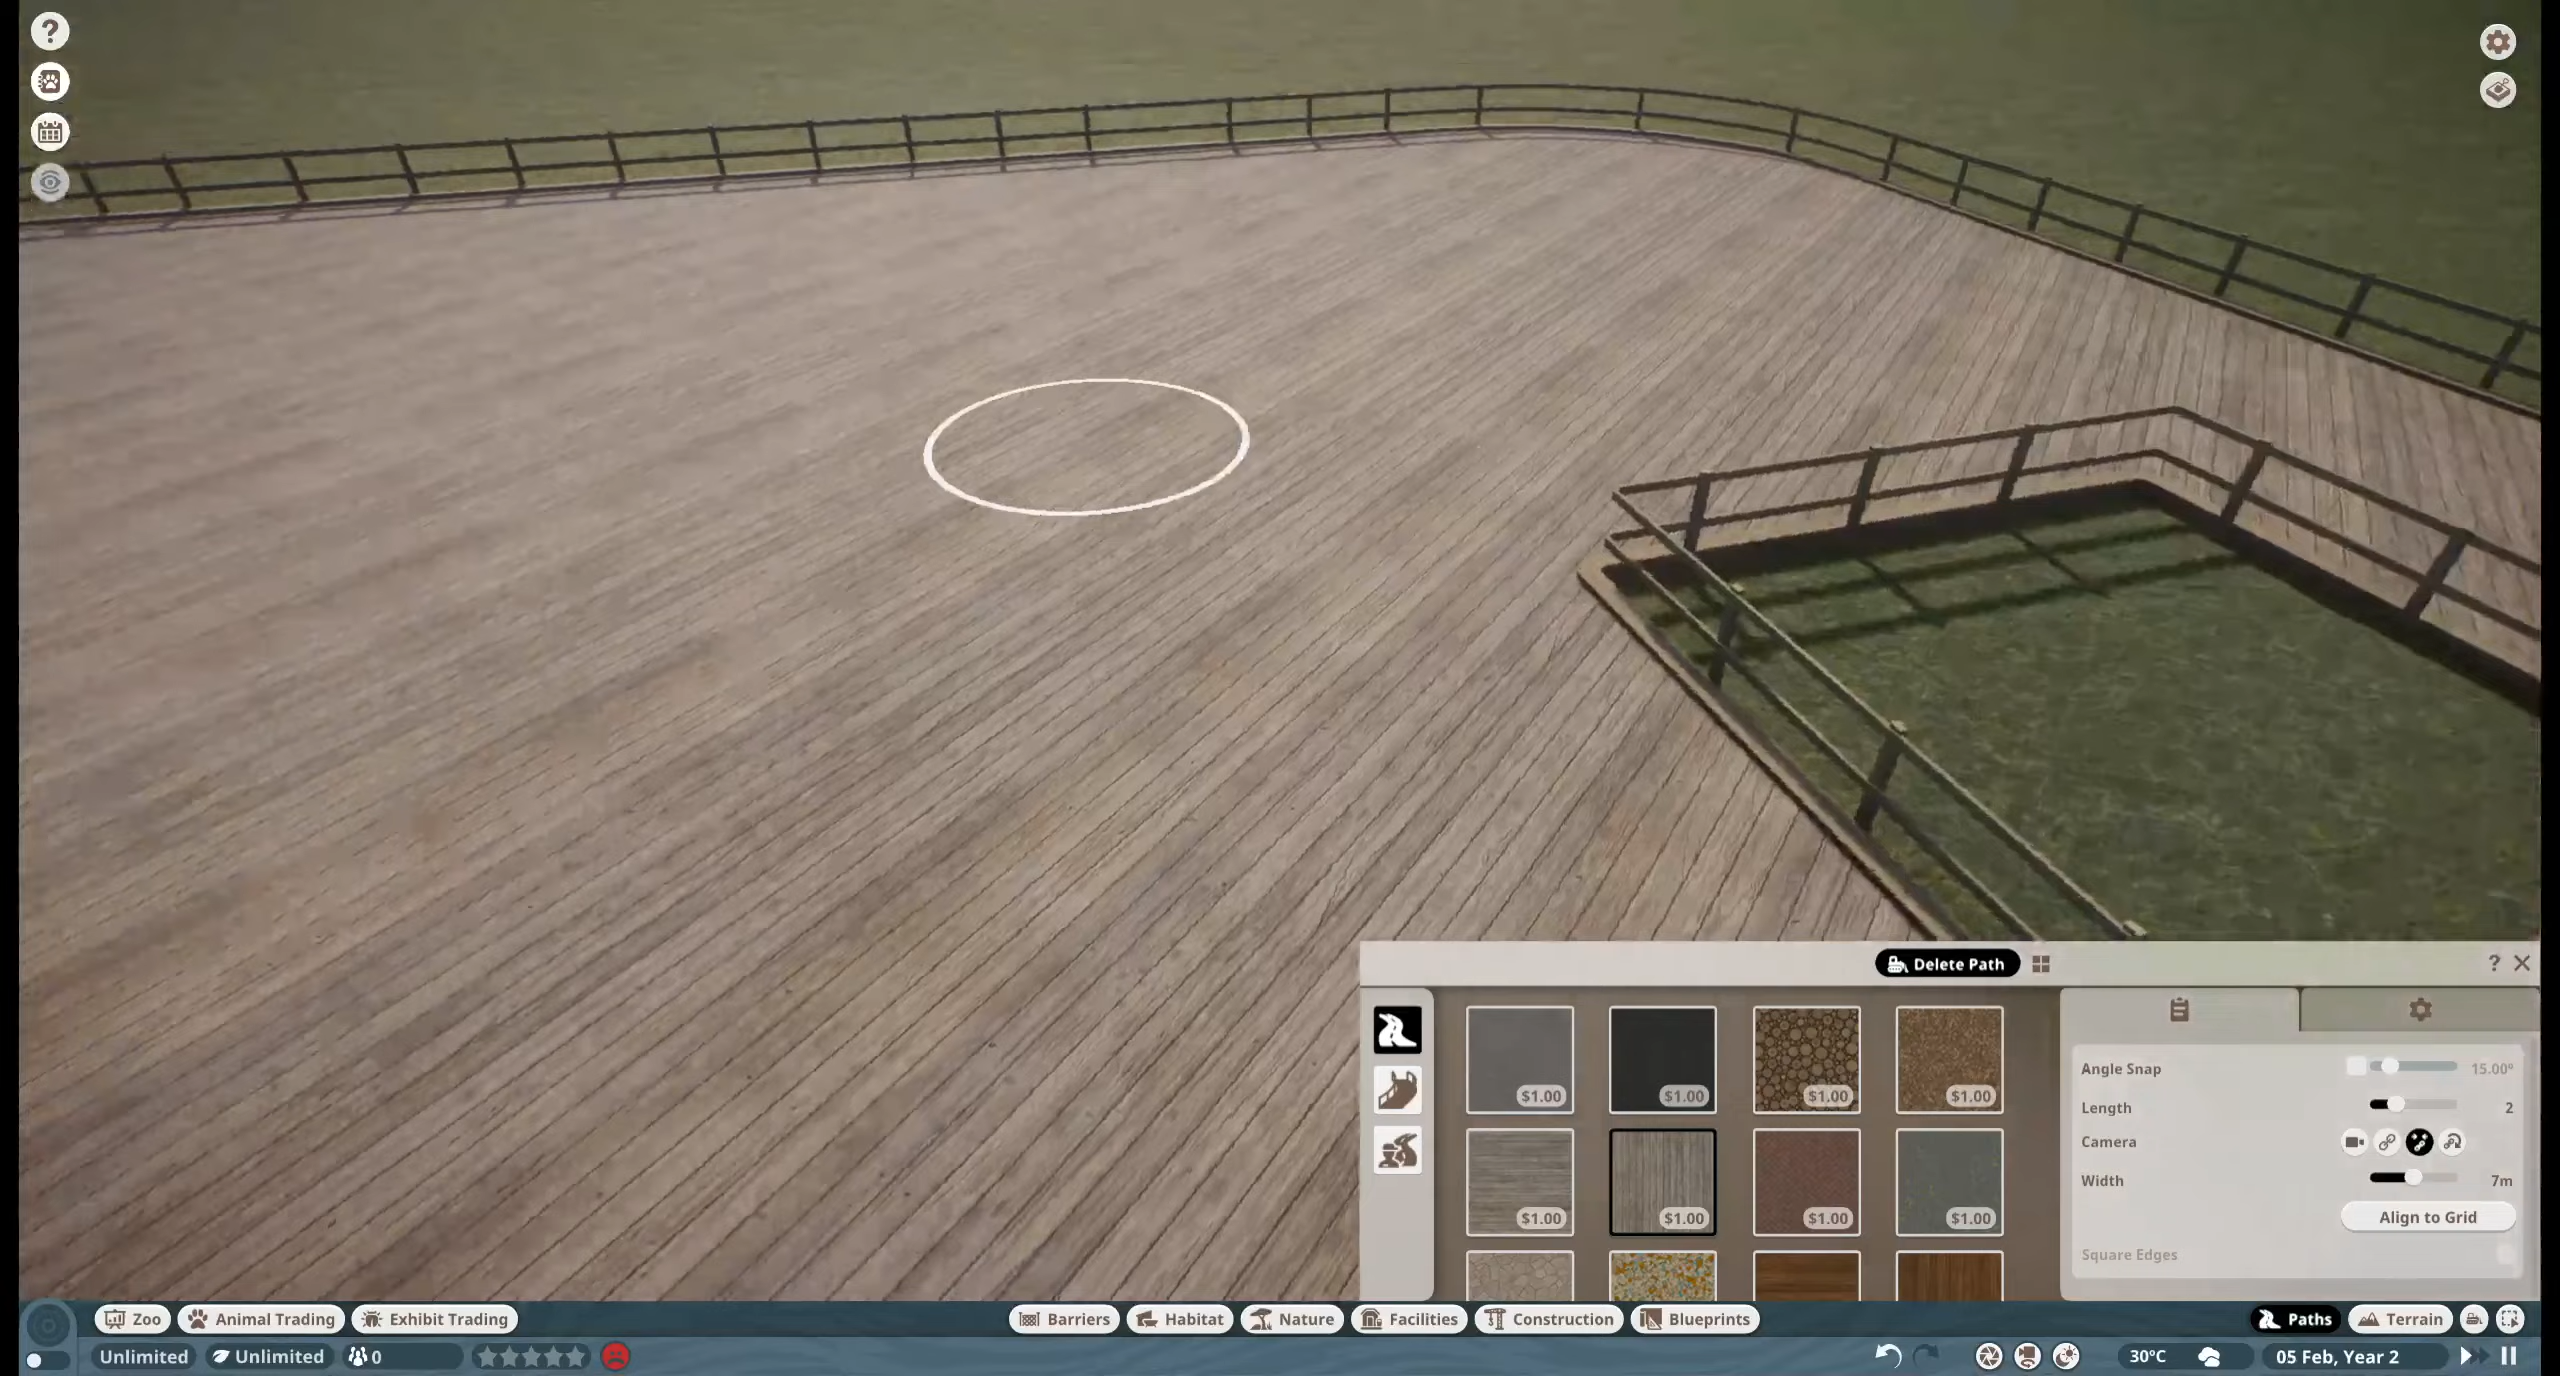 Delete Path
?
$1.00 $1.00 $1.00 $1.00
$1.00 $1.00 $1.00 $1.00
Angle Snap 15.00°
Length 2
Camera
Width 7m
Align to Grid
Square Edges
Zoo Animal Trading Exhibit Trading Barriers Habitat Nature Facilities Construction Blueprints Paths Terrain
Unlimited Unlimited 0 30°C 05 Feb, Year 2